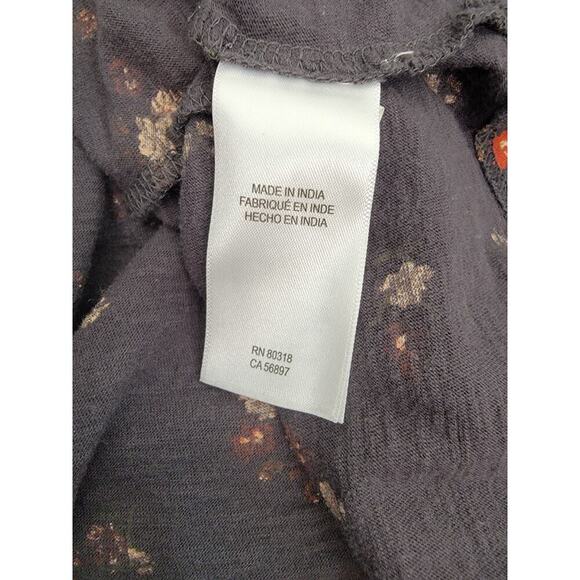 MADE IN INDIA
FABRIQUÉ EN INDE
HECHO EN INDIA
RN 80318
CA 56897